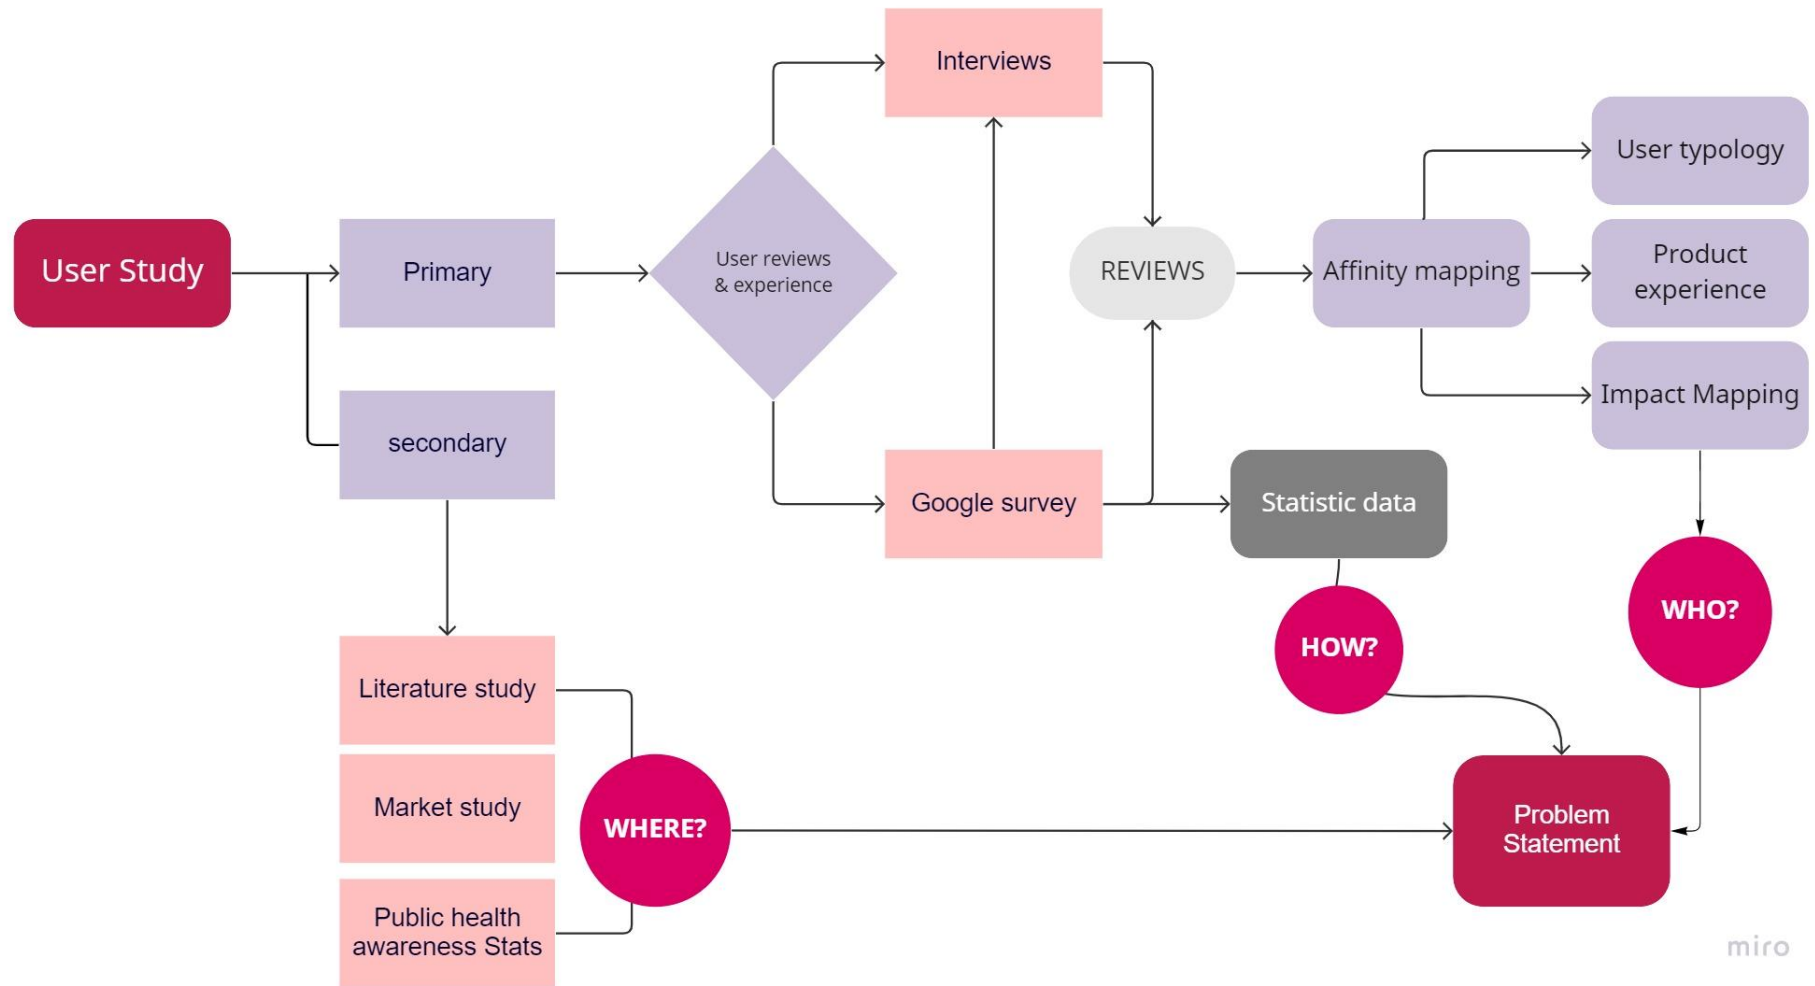 Interviews
User typology
User Study
Primary
User reviews
& experience
REVIEWS
Affinity mapping
Product
experience
Impact Mapping
secondary
Google survey
Statistic data
WHO?
HOW?
Literature study
Market study
WHERE?
Problem
Statement
Public health
awareness Stats
miro